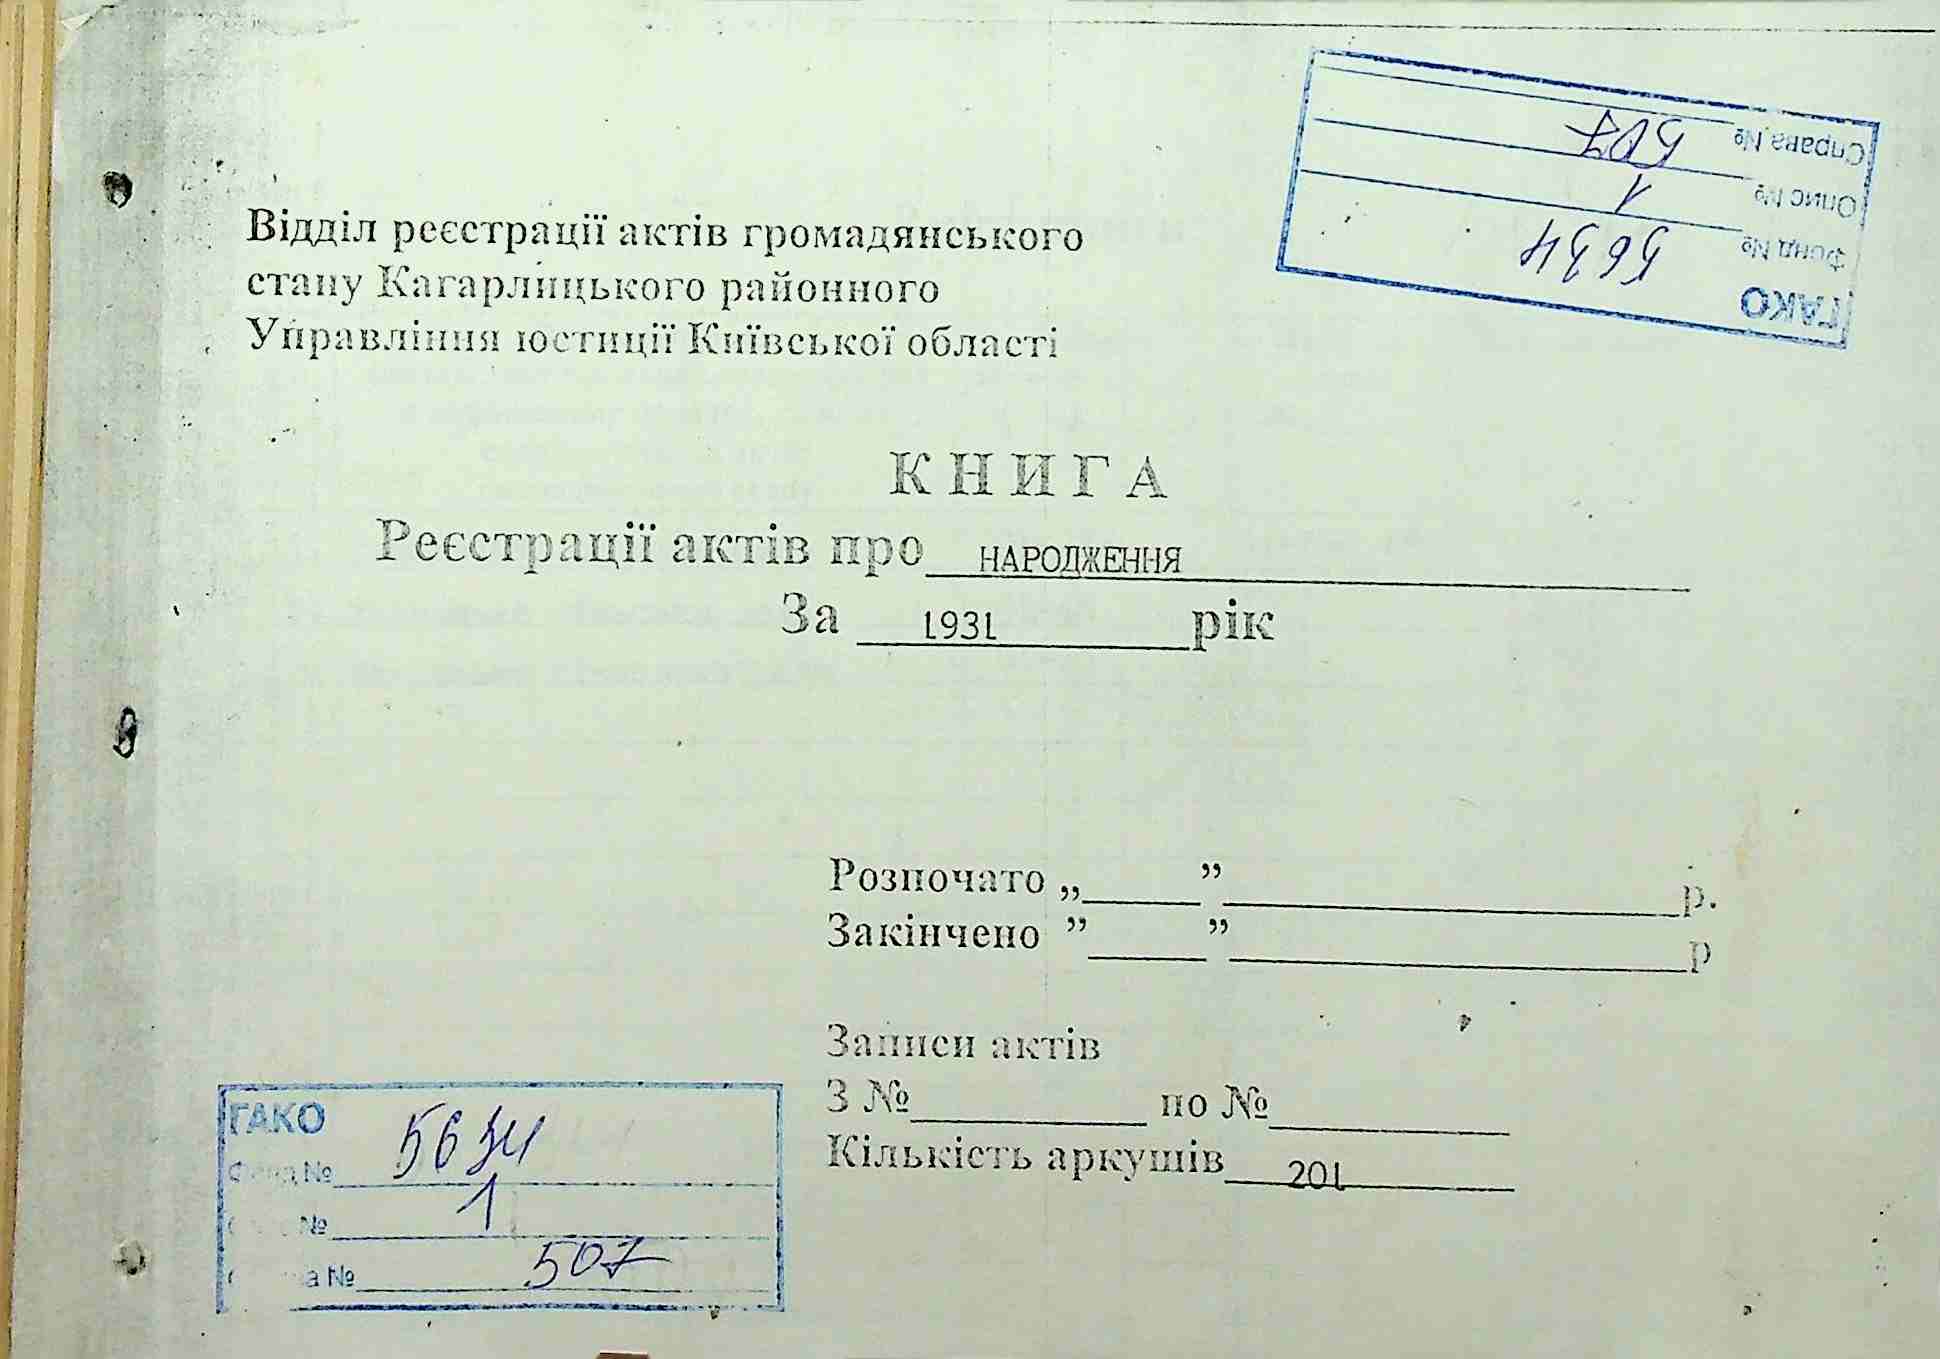 Справа № 507
Опис № 1
Фонд № 5634
ГАКО
Відділ реєстрації актів громадянського
стану Кагарлицького районного
Управління юстиції Київської області
КНИГА
Реєстрації актів про НАРОДЖЕННЯ
За 1931 рік
Розпочато „ ” р.
Закінчено ” ” р
Записи актів
З № по №
Кількість аркушів 201
ГАКО
Фонд № 5634
№ 1
а № 507